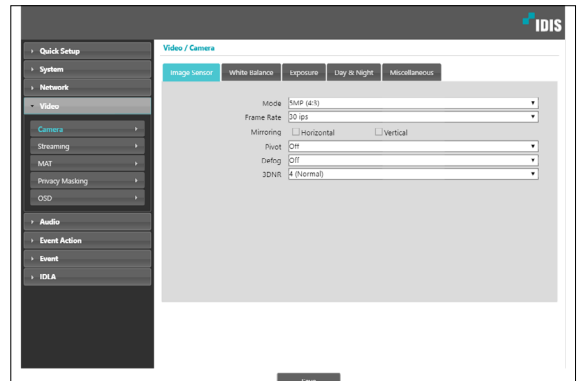 IDIS
Quick Setup
System
Network
Video
Camera
Streaming
MAT
Privacy Masking
OSD
Audio
Event Action
Event
IDLA
Video / Camera
Image Sensor White Balance Exposure Day & Night Miscellaneous
Mode 5MP (4:3)
Frame Rate 30 ips
Mirroring Horizontal Vertical
Pivot Off
Defog Off
3DNR 4 (Normal)